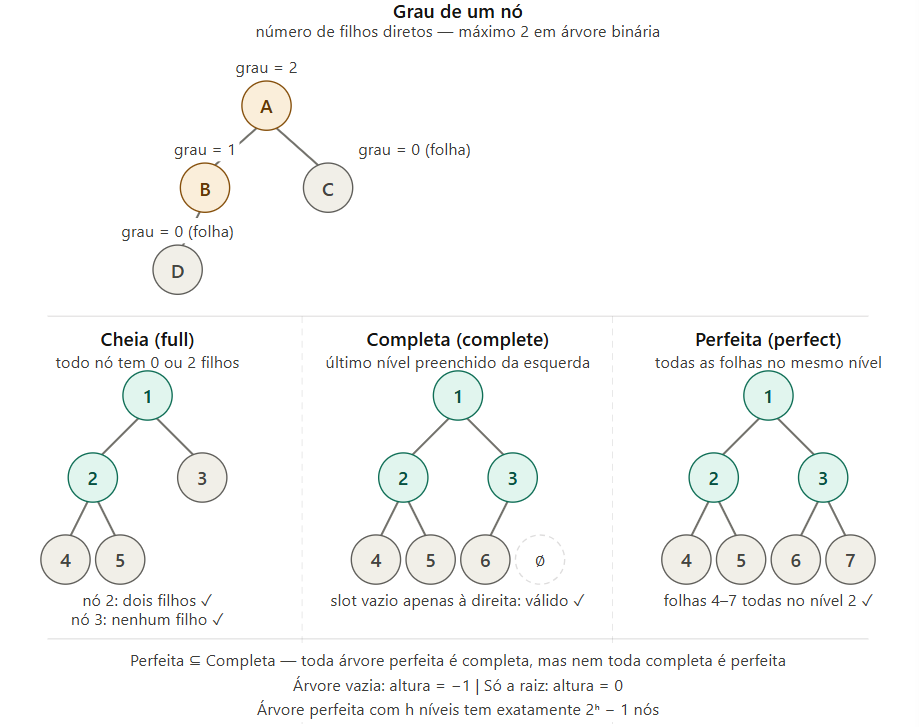 Grau de um nó
número de filhos diretos — máximo 2 em árvore binária
grau = 2
A
grau = 1
grau = 0 (folha)
B
C
grau = 0 (folha)
D
Cheia (full)
todo nó tem 0 ou 2 filhos
1
2
3
4
5
nó 2: dois filhos ✓
nó 3: nenhum filho ✓
Completa (complete)
último nível preenchido da esquerda
1
2
3
4
5
6
∅
slot vazio apenas à direita: válido ✓
Perfeita (perfect)
todas as folhas no mesmo nível
1
2
3
4
5
6
7
folhas 4–7 todas no nível 2 ✓
Perfeita ⊆ Completa — toda árvore perfeita é completa, mas nem toda completa é perfeita
Árvore vazia: altura = −1 | Só a raiz: altura = 0
Árvore perfeita com h níveis tem exatamente 2ʰ − 1 nós